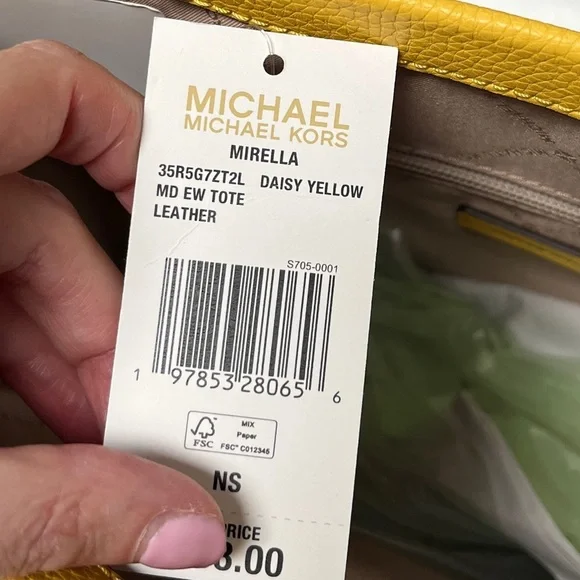 MICHAEL
MICHAEL KORS
MIRELLA
35R5G7ZT2L DAISY YELLOW
MD EW TOTE
LEATHER
S705-0001
1 97853 28065 6
FSC
MIX
Paper
FSC™ C012345
NS